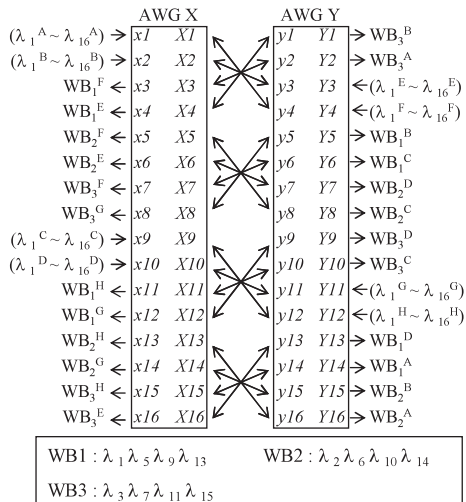 AWG X AWG Y
(λ₁ᴬ~λ₁₆ᴬ) x1 X1 y1 Y1 WB₃ᴮ
(λ₁ᴮ~λ₁₆ᴮ) x2 X2 y2 Y2 WB₃ᴬ
WB₁ᶠ x3 X3 y3 Y3 (λ₁ᴱ~λ₁₆ᴱ)
WB₁ᴱ x4 X4 y4 Y4 (λ₁ᶠ~λ₁₆ᶠ)
WB₂ᶠ x5 X5 y5 Y5 WB₁ᴮ
WB₂ᴱ x6 X6 y6 Y6 WB₁ᶜ
WB₃ᶠ x7 X7 y7 Y7 WB₂ᴰ
WB₃ᴳ x8 X8 y8 Y8 WB₂ᶜ
(λ₁ᶜ~λ₁₆ᶜ) x9 X9 y9 Y9 WB₃ᴰ
(λ₁ᴰ~λ₁₆ᴰ) x10 X10 y10 Y10 WB₃ᶜ
WB₁ᴴ x11 X11 y11 Y11 (λ₁ᴳ~λ₁₆ᴳ)
WB₁ᴳ x12 X12 y12 Y12 (λ₁ᴴ~λ₁₆ᴴ)
WB₂ᴴ x13 X13 y13 Y13 WB₁ᴰ
WB₂ᴳ x14 X14 y14 Y14 WB₁ᴬ
WB₃ᴴ x15 X15 y15 Y15 WB₂ᴮ
WB₃ᴱ x16 X16 y16 Y16 WB₂ᴬ
WB1 : λ₁ λ₅ λ₉ λ₁₃ WB2 : λ₂ λ₆ λ₁₀ λ₁₄
WB3 : λ₃ λ₇ λ₁₁ λ₁₅